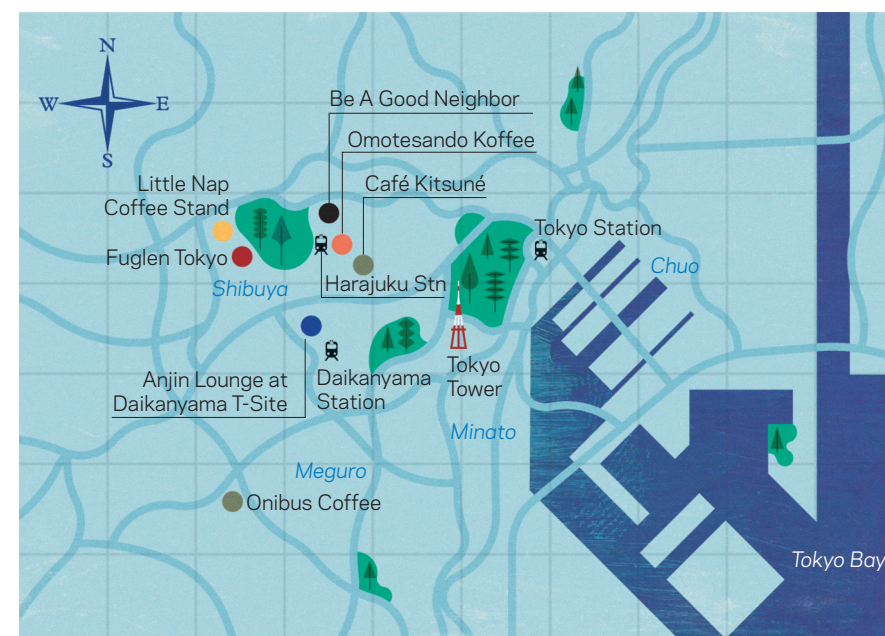 N
W
E
S
Be A Good Neighbor
Omotesando Koffee
Café Kitsuné
Little Nap
Coffee Stand
Fuglen Tokyo
Shibuya
Harajuku Stn
Tokyo Station
Chuo
Anjin Lounge at
Daikanyama T-Site
Daikanyama
Station
Tokyo
Tower
Minato
Meguro
Onibus Coffee
Tokyo Bay